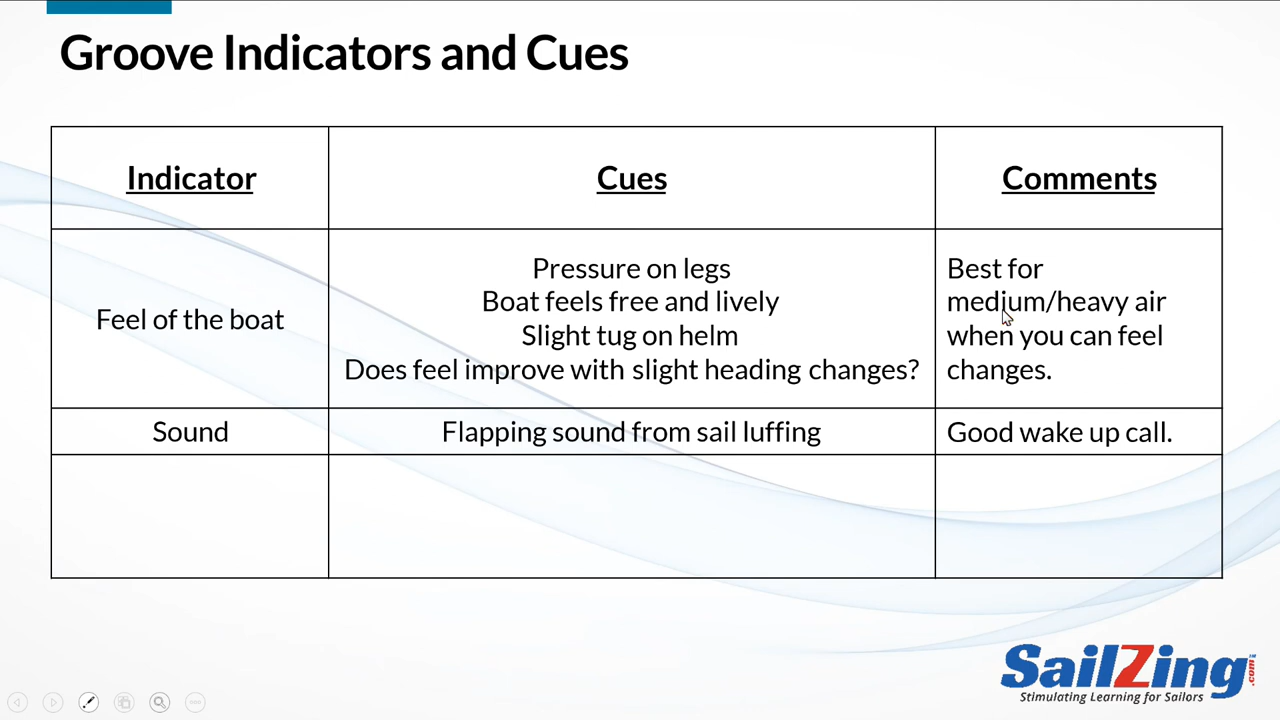 Groove Indicators and Cues
Indicator
Cues
Comments
Feel of the boat
Pressure on legs
Boat feels free and lively
Slight tug on helm
Does feel improve with slight heading changes?
Best for
medium/heavy air
when you can feel
changes.
Sound
Flapping sound from sail luffing
Good wake up call.
SailZing.com™
Stimulating Learning for Sailors